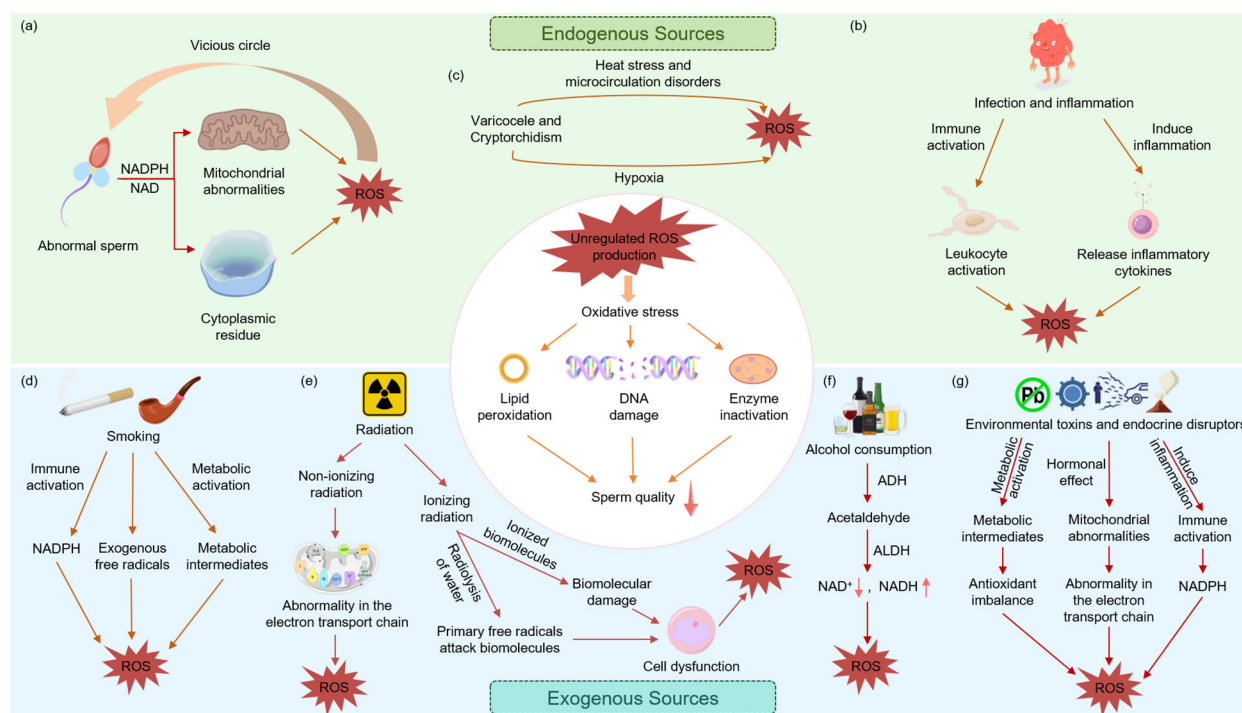 Endogenous Sources
(a)
Vicious circle
NADPH
NAD
Mitochondrial
abnormalities
ROS
Abnormal sperm
Cytoplasmic
residue
(c)
Heat stress and
microcirculation disorders
Varicocele and
Cryptorchidism
ROS
Hypoxia
(b)
Infection and inflammation
Immune
activation
Induce
inflammation
Leukocyte
activation
Release inflammatory
cytokines
ROS
Unregulated ROS
production
Oxidative stress
Lipid
peroxidation
DNA
damage
Enzyme
inactivation
Sperm quality
(d)
Smoking
Immune
activation
Metabolic
activation
NADPH
Exogenous
free radicals
Metabolic
intermediates
ROS
(e)
Radiation
Non-ionizing
radiation
Ionizing
radiation
Ionized
biomolecules
Radiolysis
of water
Abnormality in the
electron transport chain
ROS
Biomolecular
damage
Primary free radicals
attack biomolecules
Cell dysfunction
ROS
(f)
Alcohol consumption
ADH
Acetaldehyde
ALDH
NAD⁺ , NADH
ROS
(g)
Pb
Environmental toxins and endocrine disruptors
Metabolic
activation
Hormonal
effect
Induce
inflammation
Metabolic
intermediates
Mitochondrial
abnormalities
Immune
activation
Antioxidant
imbalance
Abnormality in
the electron
transport chain
NADPH
ROS
Exogenous Sources